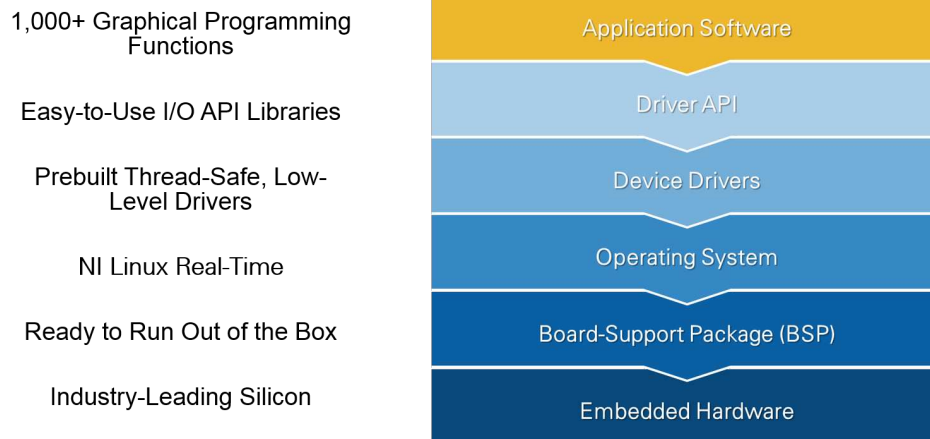 1,000+ Graphical Programming
Functions
Application Software
Easy-to-Use I/O API Libraries
Driver API
Prebuilt Thread-Safe, Low-
Level Drivers
Device Drivers
NI Linux Real-Time
Operating System
Ready to Run Out of the Box
Board-Support Package (BSP)
Industry-Leading Silicon
Embedded Hardware